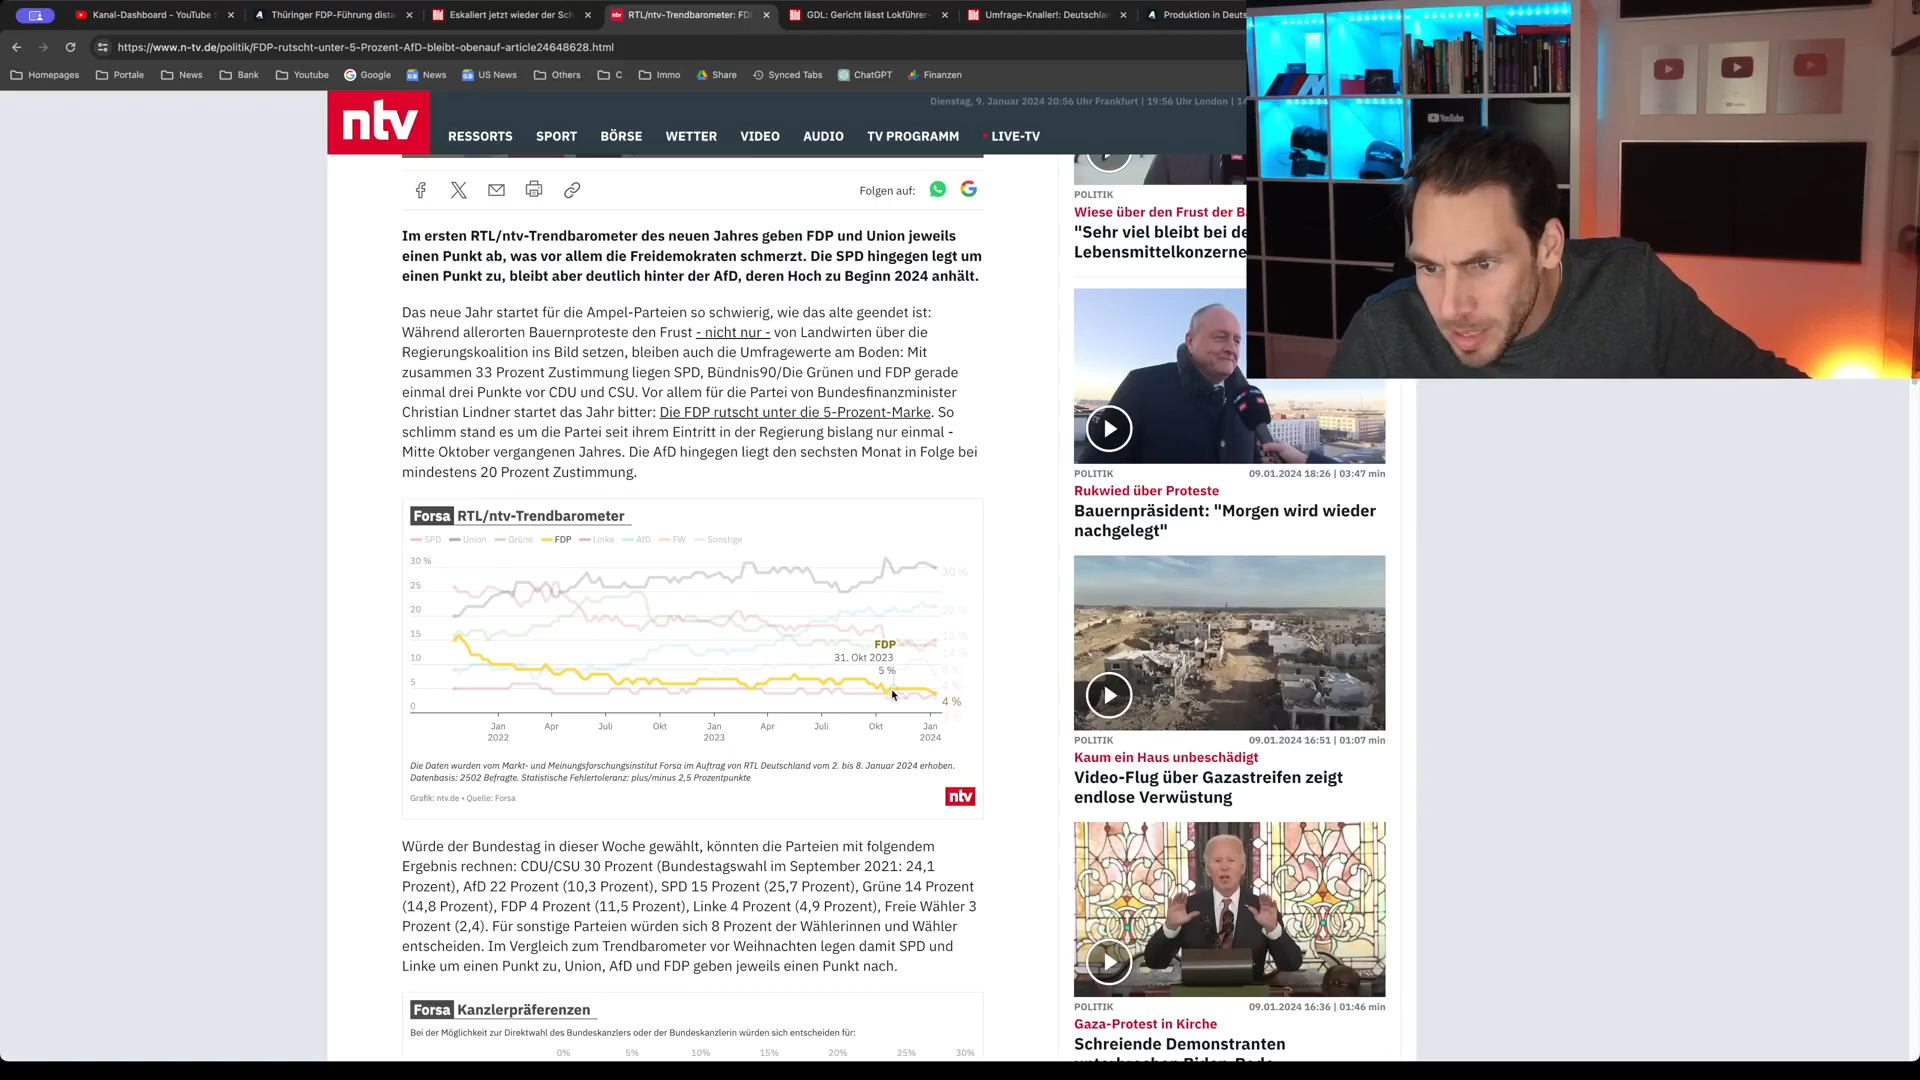 Kanal-Dashboard - YouTube
Thüringer FDP-Führung dista
Eskaliert jetzt wieder der Sch
RTL/ntv-Trendbarometer: FD
GDL: Gericht lässt Lokführer-
Umfrage-Knaller!: Deutschlan
Produktion in Deuts
https://www.n-tv.de/politik/FDP-rutscht-unter-5-Prozent-AfD-bleibt-obenauf-article24648628.html
Homepages Portale News Bank Youtube Google News US News Others C Immo Share Synced Tabs ChatGPT Finanzen
Dienstag, 9. Januar 2024 20:56 Uhr Frankfurt | 19:56 Uhr London | 14
ntv
RESSORTS SPORT BÖRSE WETTER VIDEO AUDIO TV PROGRAMM LIVE-TV
Folgen auf:
Im ersten RTL/ntv-Trendbarometer des neuen Jahres geben FDP und Union jeweils
einen Punkt ab, was vor allem die Freidemokraten schmerzt. Die SPD hingegen legt um
einen Punkt zu, bleibt aber deutlich hinter der AfD, deren Hoch zu Beginn 2024 anhält.
Das neue Jahr startet für die Ampel-Parteien so schwierig, wie das alte geendet ist:
Während allerorten Bauernproteste den Frust - nicht nur - von Landwirten über die
Regierungskoalition ins Bild setzen, bleiben auch die Umfragewerte am Boden: Mit
zusammen 33 Prozent Zustimmung liegen SPD, Bündnis90/Die Grünen und FDP gerade
einmal drei Punkte vor CDU und CSU. Vor allem für die Partei von Bundesfinanzminister
Christian Lindner startet das Jahr bitter: Die FDP rutscht unter die 5-Prozent-Marke. So
schlimm stand es um die Partei seit ihrem Eintritt in der Regierung bislang nur einmal -
Mitte Oktober vergangenen Jahres. Die AfD hingegen liegt den sechsten Monat in Folge bei
mindestens 20 Prozent Zustimmung.
Forsa RTL/ntv-Trendbarometer
SPD Union Grüne FDP Linke AfD FW Sonstige
30 %
25
20
15
10
5
0
30 %
22 %
15 %
14 %
8 %
4 %
4 %
3 %
FDP
31. Okt 2023
5 %
Jan Apr Juli Okt Jan Apr Juli Okt Jan
2022 2023 2024
Die Daten wurden vom Markt- und Meinungsforschungsinstitut Forsa im Auftrag von RTL Deutschland vom 2. bis 8. Januar 2024 erhoben.
Datenbasis: 2502 Befragte. Statistische Fehlertoleranz: plus/minus 2,5 Prozentpunkte
Grafik: ntv.de • Quelle: Forsa
ntv
Würde der Bundestag in dieser Woche gewählt, könnten die Parteien mit folgendem
Ergebnis rechnen: CDU/CSU 30 Prozent (Bundestagswahl im September 2021: 24,1
Prozent), AfD 22 Prozent (10,3 Prozent), SPD 15 Prozent (25,7 Prozent), Grüne 14 Prozent
(14,8 Prozent), FDP 4 Prozent (11,5 Prozent), Linke 4 Prozent (4,9 Prozent), Freie Wähler 3
Prozent (2,4). Für sonstige Parteien würden sich 8 Prozent der Wählerinnen und Wähler
entscheiden. Im Vergleich zum Trendbarometer vor Weihnachten legen damit SPD und
Linke um einen Punkt zu, Union, AfD und FDP geben jeweils einen Punkt nach.
Forsa Kanzlerpräferenzen
Bei der Möglichkeit zur Direktwahl des Bundeskanzlers oder der Bundeskanzlerin würden sich entscheiden für:
0% 5% 10% 15% 20% 25% 30%
POLITIK
Wiese über den Frust der B
"Sehr viel bleibt bei de
Lebensmittelkonzerne
POLITIK 09.01.2024 18:26 | 03:47 min
Rukwied über Proteste
Bauernpräsident: "Morgen wird wieder
nachgelegt"
POLITIK 09.01.2024 16:51 | 01:07 min
Kaum ein Haus unbeschädigt
Video-Flug über Gazastreifen zeigt
endlose Verwüstung
POLITIK 09.01.2024 16:36 | 01:46 min
Gaza-Protest in Kirche
Schreiende Demonstranten
unterbrechen Biden-Rede
YouTube